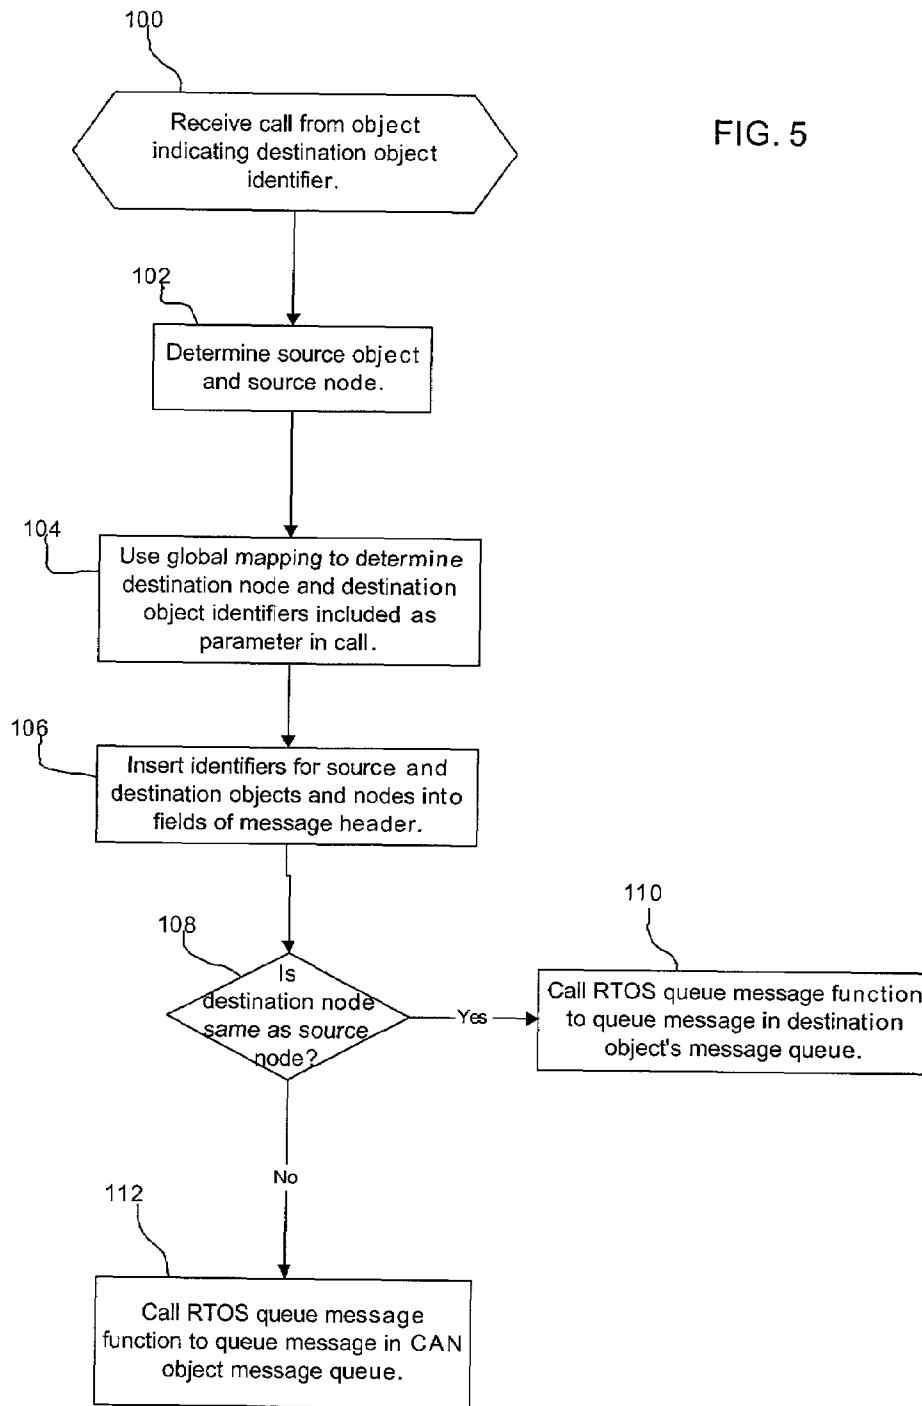 100
Receive call from object
indicating destination object
identifier.
FIG. 5
102
Determine source object
and source node.
104
Use global mapping to determine
destination node and destination
object identifiers included as
parameter in call.
106
Insert identifiers for source and
destination objects and nodes into
fields of message header.
108
Is
destination node
same as source
node?
Yes
110
Call RTOS queue message function
to queue message in destination
object's message queue.
No
112
Call RTOS queue message
function to queue message in CAN
object message queue.